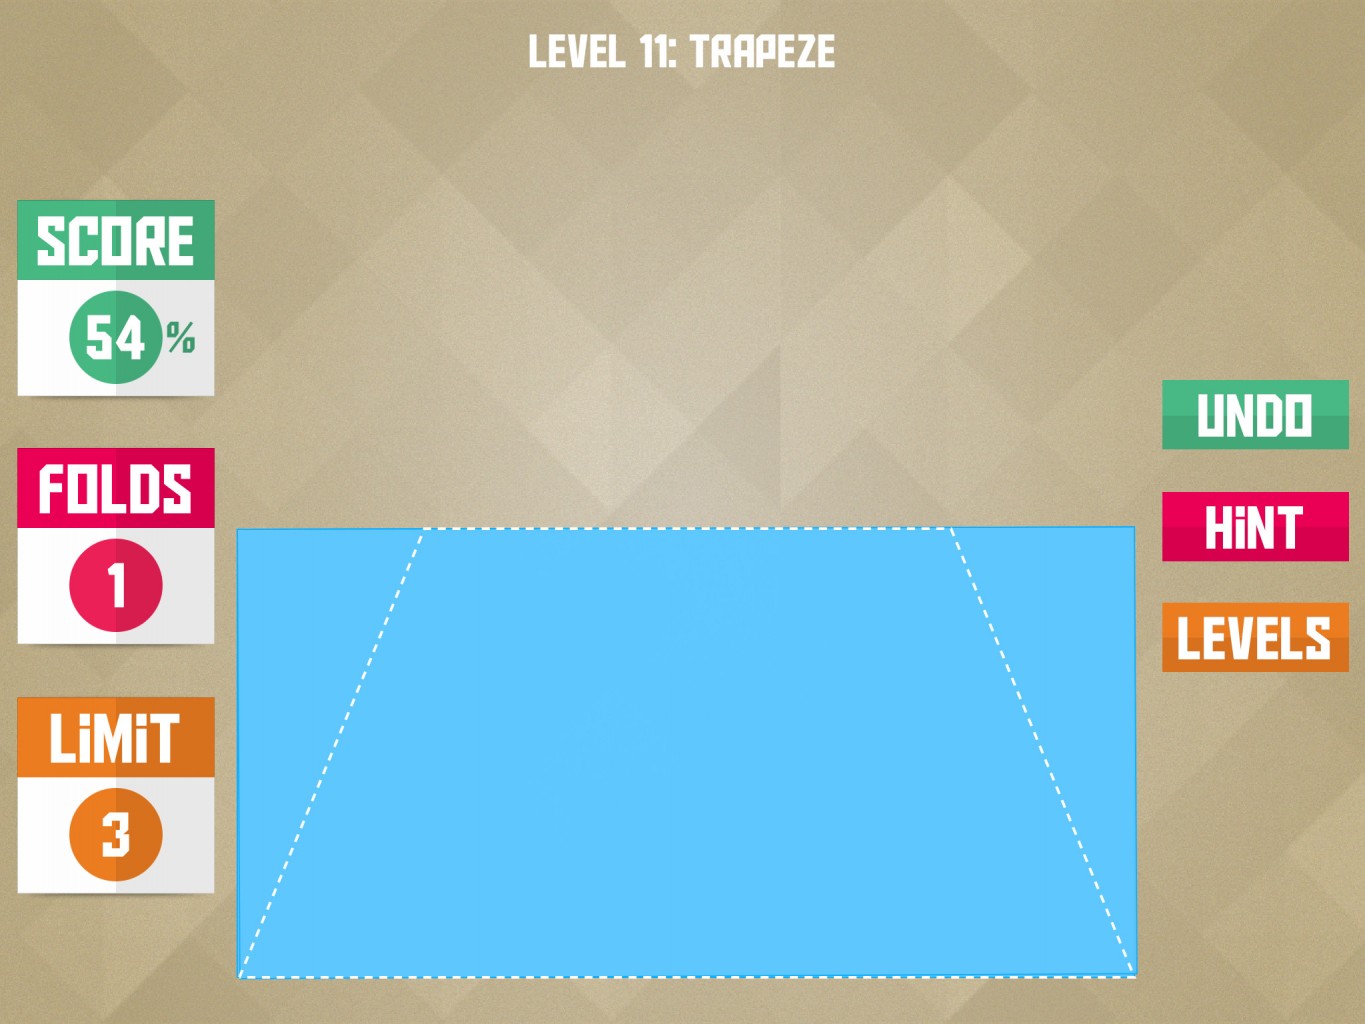 LEVEL 11: TRAPEZE
SCORE
54 %
FOLDS
1
LiMiT
3
UNDO
HiNT
LEVELS